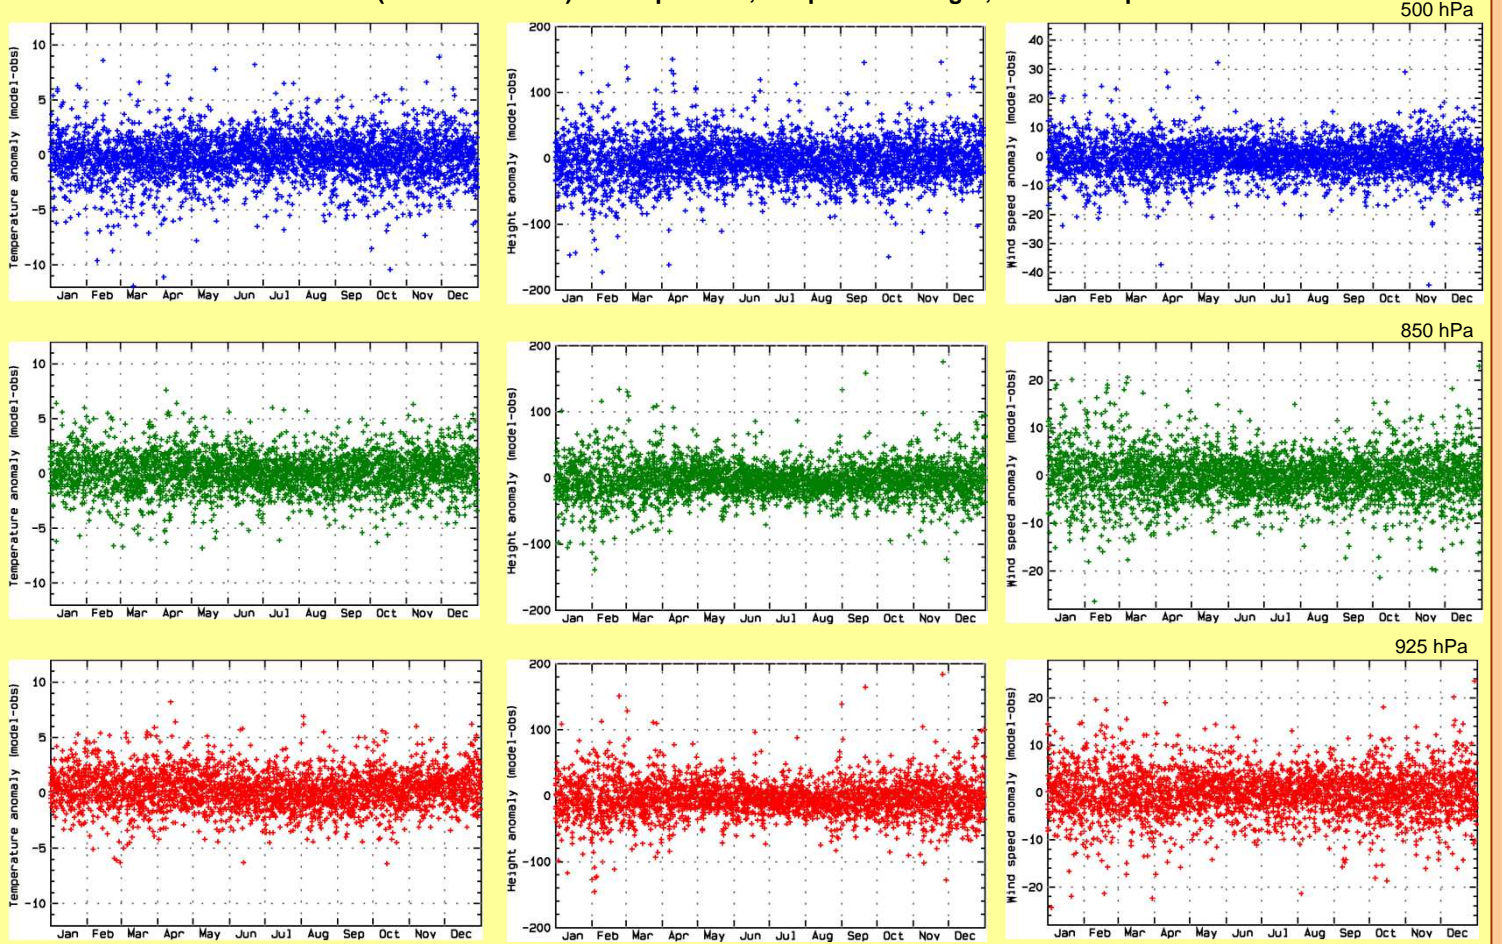 500 hPa
Temperature anomaly (model-obs)
10
5
0
-5
-10
Jan Feb Mar Apr May Jun Jul Aug Sep Oct Nov Dec
Height anomaly (model-obs)
200
100
0
-100
-200
Jan Feb Mar Apr May Jun Jul Aug Sep Oct Nov Dec
Wind speed anomaly (model-obs)
40
30
20
10
0
-10
-20
-30
-40
Jan Feb Mar Apr May Jun Jul Aug Sep Oct Nov Dec
850 hPa
Temperature anomaly (model-obs)
10
5
0
-5
-10
Jan Feb Mar Apr May Jun Jul Aug Sep Oct Nov Dec
Height anomaly (model-obs)
200
100
0
-100
-200
Jan Feb Mar Apr May Jun Jul Aug Sep Oct Nov Dec
Wind speed anomaly (model-obs)
20
10
0
-10
-20
Jan Feb Mar Apr May Jun Jul Aug Sep Oct Nov Dec
925 hPa
Temperature anomaly (model-obs)
10
5
0
-5
-10
Jan Feb Mar Apr May Jun Jul Aug Sep Oct Nov Dec
Height anomaly (model-obs)
200
100
0
-100
-200
Jan Feb Mar Apr May Jun Jul Aug Sep Oct Nov Dec
Wind speed anomaly (model-obs)
20
10
0
-10
-20
Jan Feb Mar Apr May Jun Jul Aug Sep Oct Nov Dec